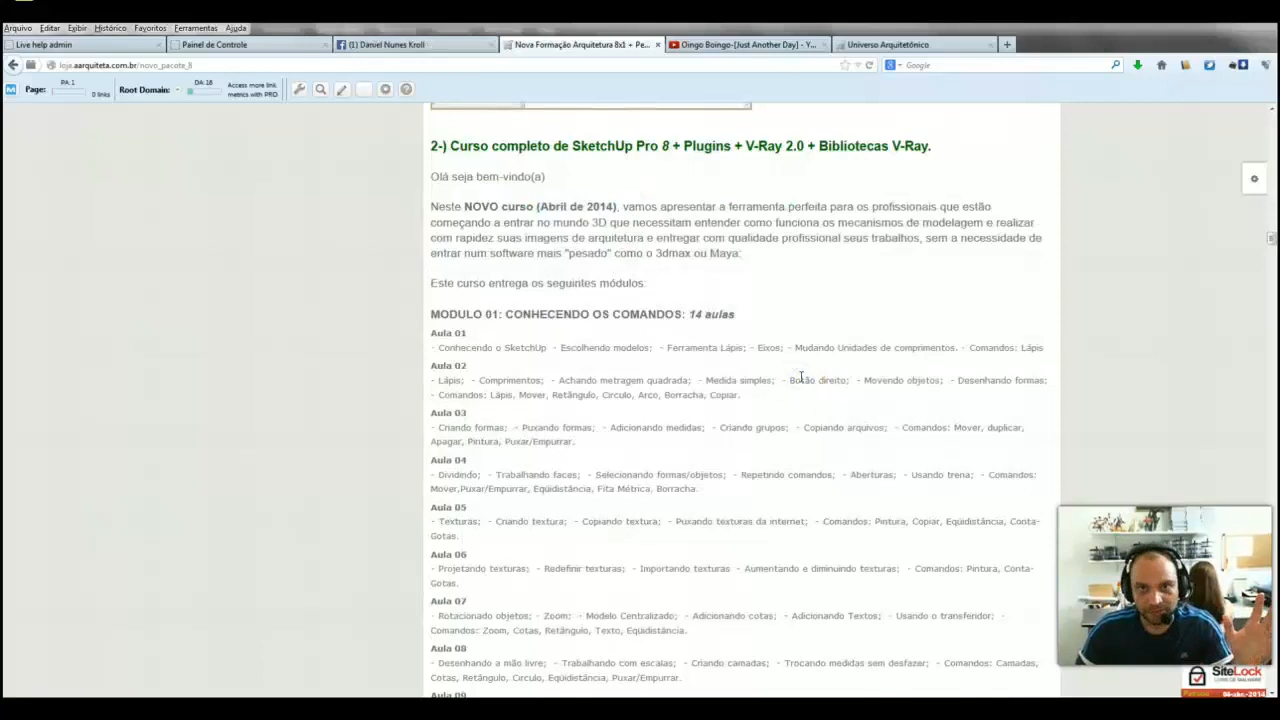 Arquivo Editar Exibir Histórico Favoritos Ferramentas Ajuda
Live help admin × Painel de Controle × (1) Daniel Nunes Kroll × Nova Formação Arquitetura 8x1 + Pe... × Oingo Boingo-[Just Another Day] - Y... × Universo Arquitetônico × +
loja.aarquiteta.com.br/novo_pacote_8 Google
Page: PA:1 0 links Root Domain: DA:16 Access more link metrics with PRO.
2-) Curso completo de SketchUp Pro 8 + Plugins + V-Ray 2.0 + Bibliotecas V-Ray.
Olá seja bem-vindo(a)
Neste NOVO curso (Abril de 2014), vamos apresentar a ferramenta perfeita para os profissionais que estão
começando a entrar no mundo 3D que necessitam entender como funciona os mecanismos de modelagem e realizar
com rapidez suas imagens de arquitetura e entregar com qualidade profissional seus trabalhos, sem a necessidade de
entrar num software mais "pesado" como o 3dmax ou Maya:
Este curso entrega os seguintes módulos:
MODULO 01: CONHECENDO OS COMANDOS: 14 aulas
Aula 01
- Conhecendo o SketchUp - Escolhendo modelos; - Ferramenta Lápis; - Eixos; - Mudando Unidades de comprimentos. - Comandos: Lápis
Aula 02
- Lápis; - Comprimentos; - Achando metragem quadrada; - Medida simples; - Botão direito; - Movendo objetos; - Desenhando formas;
- Comandos: Lápis, Mover, Retângulo, Circulo, Arco, Borracha, Copiar.
Aula 03
- Criando formas; - Puxando formas; - Adicionando medidas; - Criando grupos; - Copiando arquivos; - Comandos: Mover, duplicar,
Apagar, Pintura, Puxar/Empurrar.
Aula 04
- Dividindo; - Trabalhando faces; - Selecionando formas/objetos; - Repetindo comandos; - Aberturas; - Usando trena; - Comandos:
Mover,Puxar/Empurrar, Eqüidistância, Fita Métrica, Borracha.
Aula 05
- Texturas; - Criando textura; - Copiando textura; - Puxando texturas da internet; - Comandos: Pintura, Copiar, Eqüidistância, Conta-
Gotas.
Aula 06
- Projetando texturas; - Redefinir texturas; - Importando texturas - Aumentando e diminuindo texturas; - Comandos: Pintura, Conta-
Gotas.
Aula 07
- Rotacionado objetos; - Zoom; - Modelo Centralizado; - Adicionando cotas; - Adicionando Textos; - Usando o transferidor; -
Comandos: Zoom, Cotas, Retângulo, Texto, Eqüidistância.
Aula 08
- Desenhando a mão livre; - Trabalhando com escalas; - Criando camadas; - Trocando medidas sem desfazer; - Comandos: Camadas,
Cotas, Retângulo, Circulo, Eqüidistância, Puxar/Empurrar.
Aula 09
SiteLock